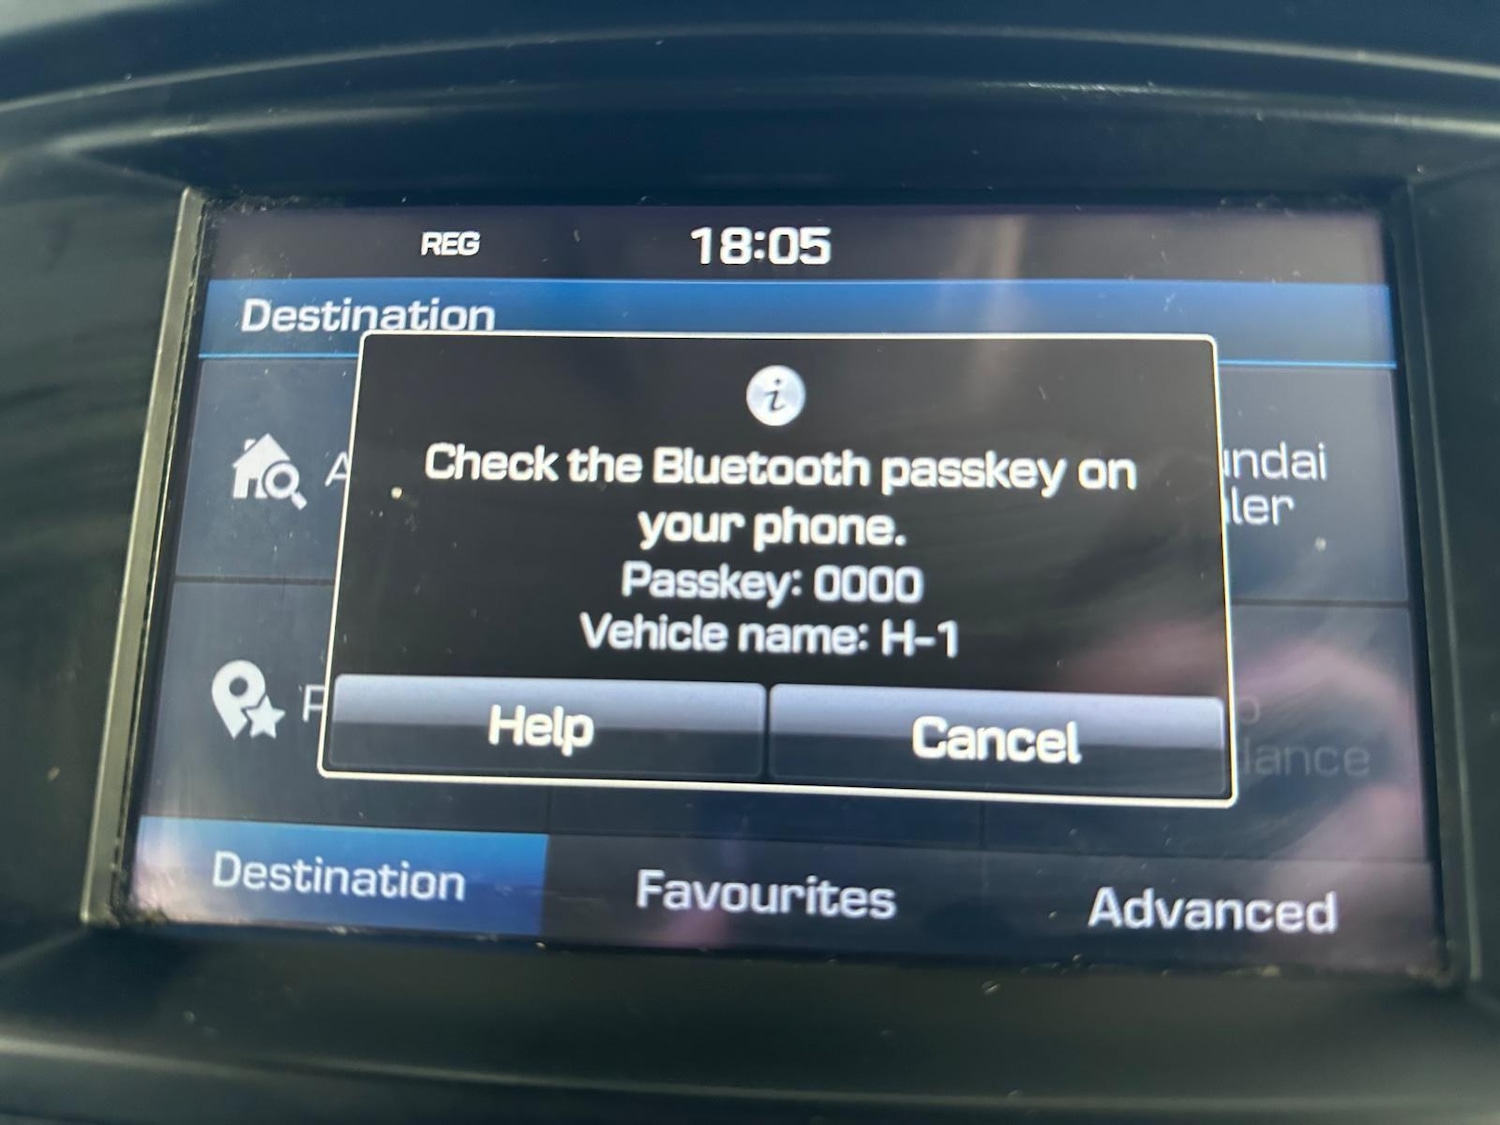 REG
18:05
Destination
Check the Bluetooth passkey on
your phone.
Passkey: 0000
Vehicle name: H-1
Help
Cancel
Destination
Favourites
Advanced